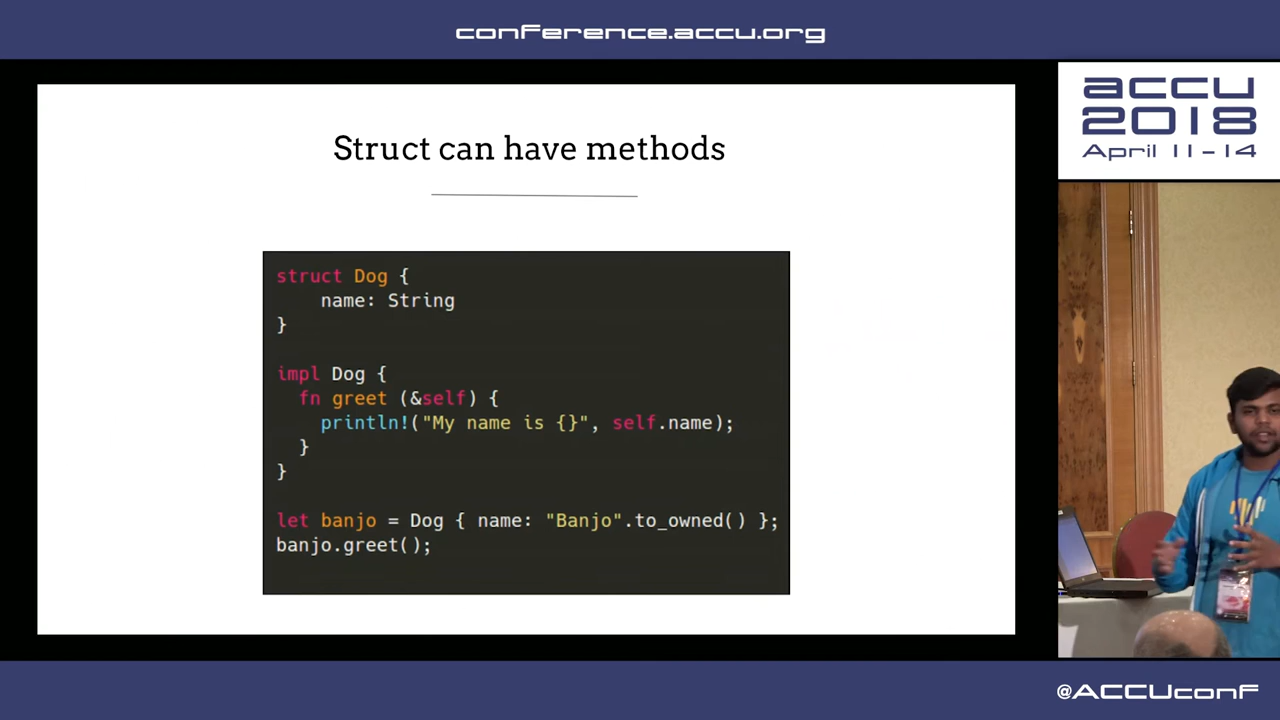 conference.accu.org
accu
2018
April 11-14
Struct can have methods
struct Dog {
    name: String
}
impl Dog {
  fn greet (&self) {
    println!("My name is {}", self.name);
  }
}
let banjo = Dog { name: "Banjo".to_owned() };
banjo.greet();
@ACCUconf